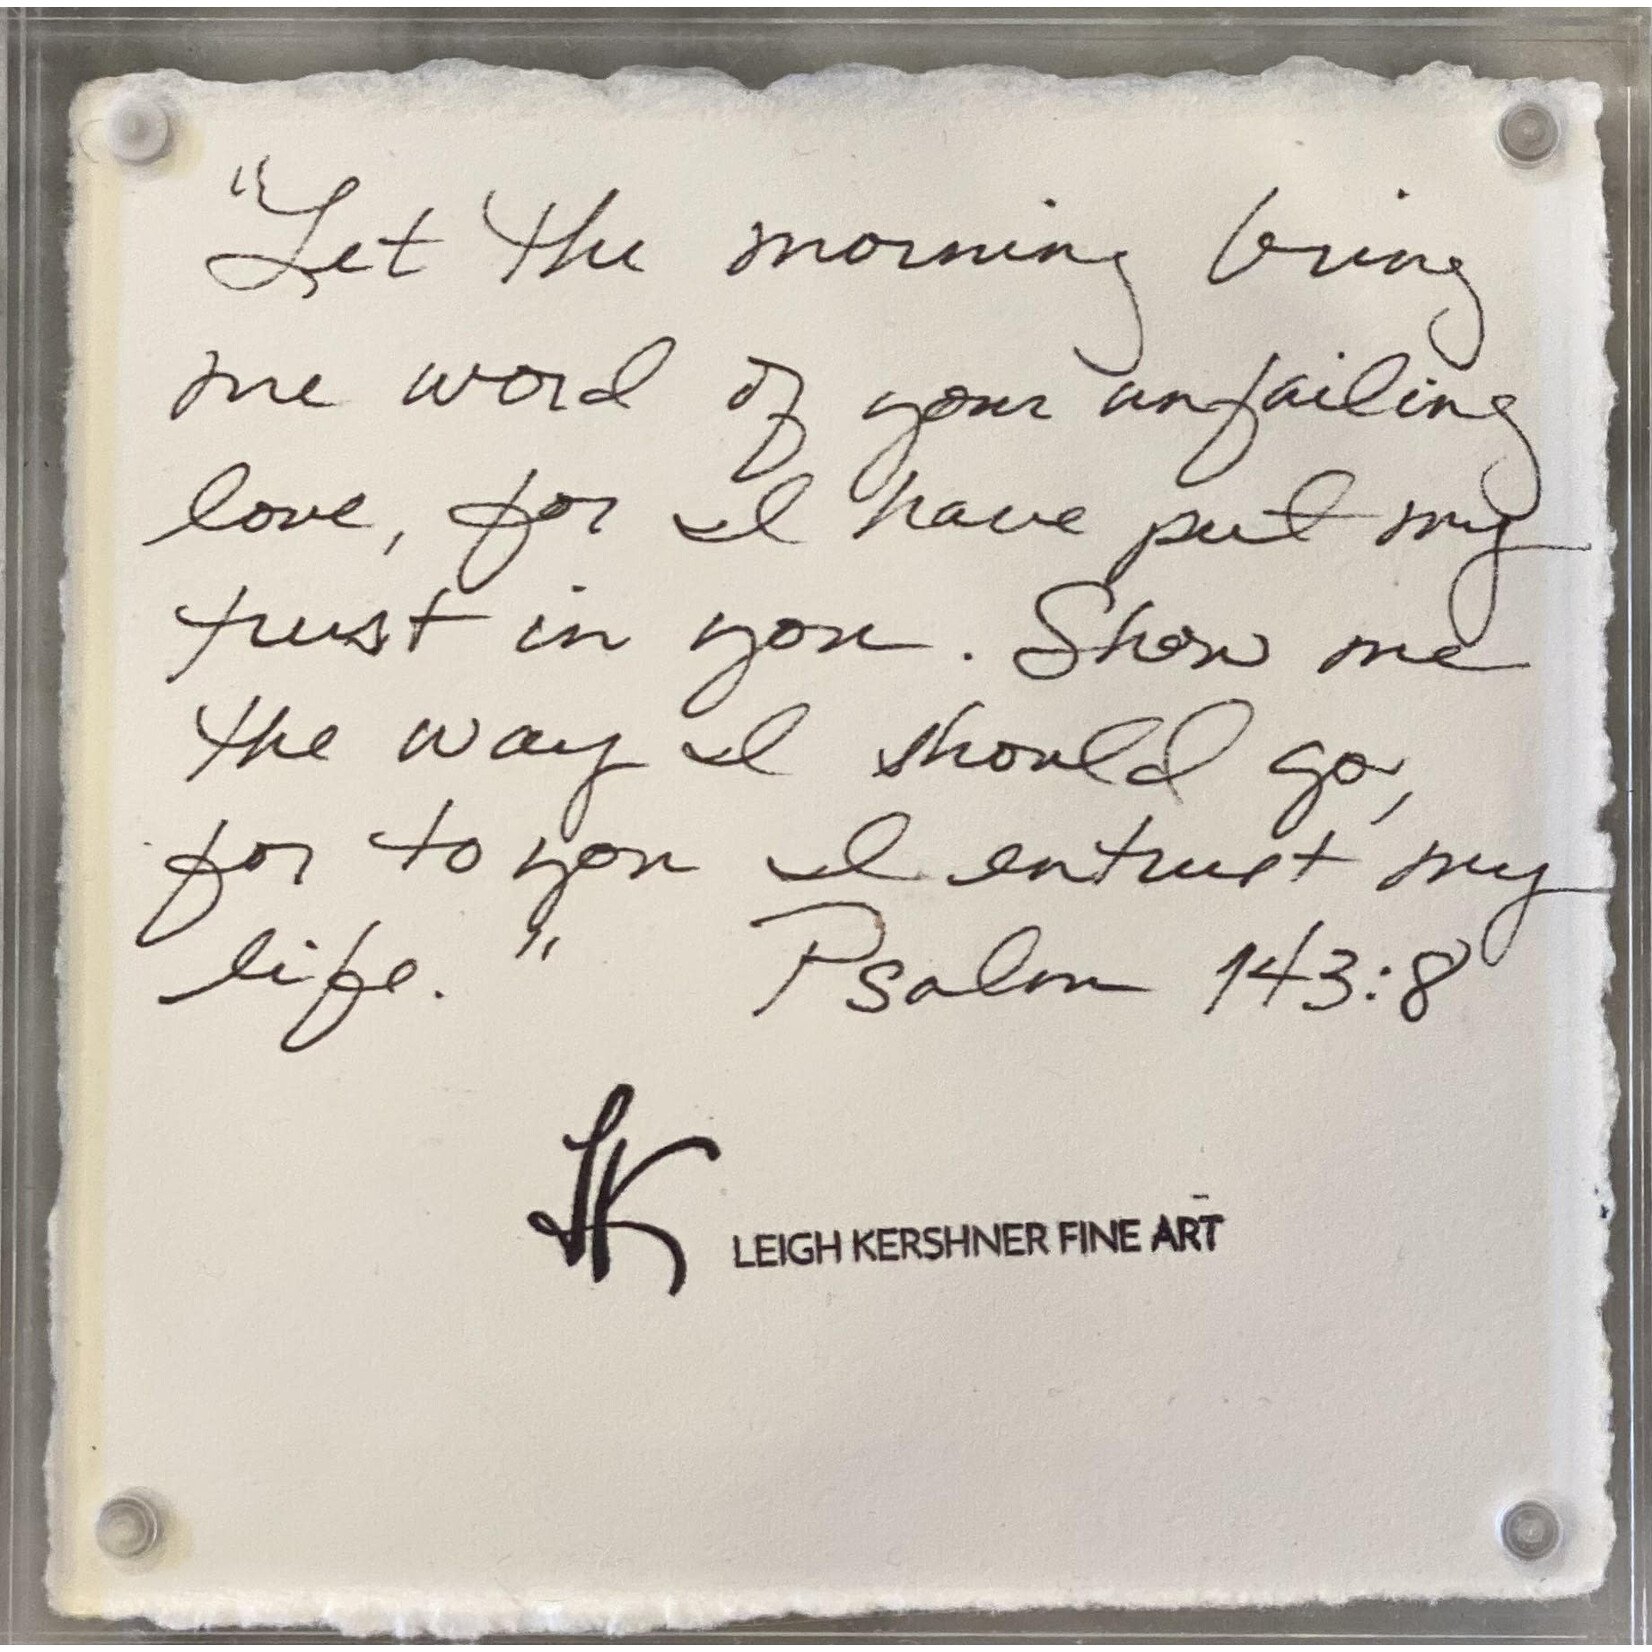 "Let the morning bring
me word of your unfailing
love, for I have put my
trust in you. Show me
the way I should go,
for to you I entrust my
life." Psalm 143:8
LK LEIGH KERSHNER FINE ART